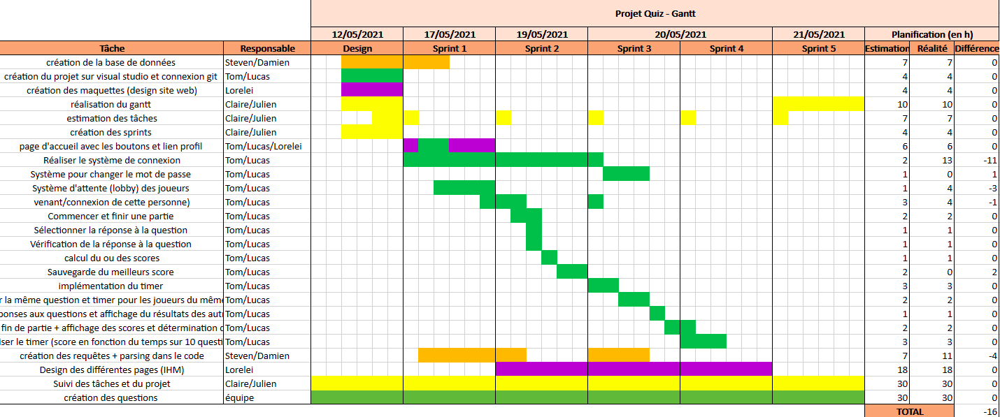 Projet Quiz - Gantt
12/05/2021 17/05/2021 19/05/2021 20/05/2021 21/05/2021 Planification (en h)
Tâche Responsable Design Sprint 1 Sprint 2 Sprint 3 Sprint 4 Sprint 5 Estimation Réalité Différence
création de la base de données Steven/Damien 7 7 0
création du projet sur visual studio et connexion git Tom/Lucas 4 4 0
création des maquettes (design site web) Lorelei 4 4 0
réalisation du gantt Claire/Julien 10 10 0
estimation des tâches Claire/Julien 7 7 0
création des sprints Claire/Julien 4 4 0
page d'accueil avec les boutons et lien profil Tom/Lucas/Lorelei 6 6 0
Réaliser le système de connexion Tom/Lucas 2 13 -11
Système pour changer le mot de passe Tom/Lucas 1 0 1
Système d'attente (lobby) des joueurs Tom/Lucas 1 4 -3
venant/connexion de cette personne) Tom/Lucas 3 4 -1
Commencer et finir une partie Tom/Lucas 2 2 0
Sélectionner la réponse à la question Tom/Lucas 1 1 0
Vérification de la réponse à la question Tom/Lucas 1 1 0
calcul du ou des scores Tom/Lucas 1 1 0
Sauvegarde du meilleurs score Tom/Lucas 2 0 2
implémentation du timer Tom/Lucas 3 3 0
r la même question et timer pour les joueurs du même Tom/Lucas 2 2 0
ponses aux questions et affichage du résultats des aut Tom/Lucas 1 1 0
fin de partie + affichage des scores et détermination d Tom/Lucas 2 2 0
iser le timer (score en fonction du temps sur 10 questi Tom/Lucas 3 3 0
création des requêtes + parsing dans le code Steven/Damien 7 11 -4
Design des différentes pages (IHM) Lorelei 18 18 0
Suivi des tâches et du projet Claire/Julien 30 30 0
création des questions équipe 30 30 0
TOTAL -16